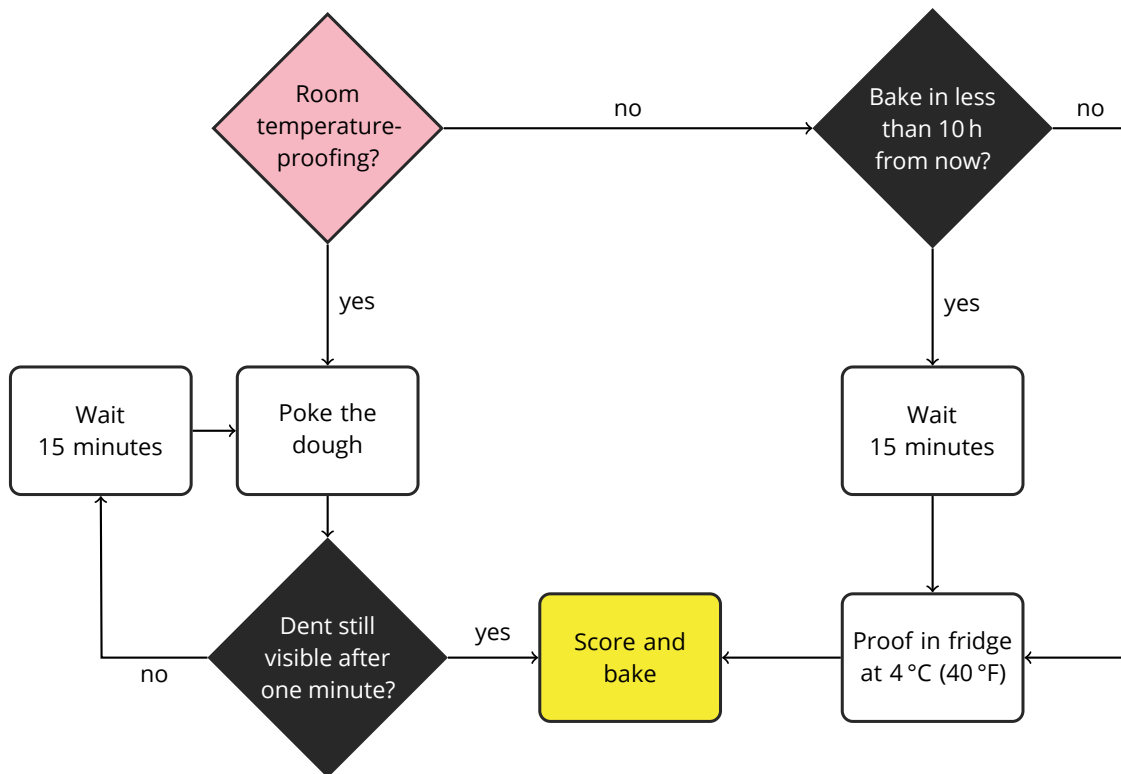 Room
temperature-
proofing?
no
Bake in less
than 10 h
from now?
no
yes
yes
Wait
15 minutes
Poke the
dough
Wait
15 minutes
Dent still
visible after
one minute?
no
yes
Score and
bake
Proof in fridge
at 4 °C (40 °F)